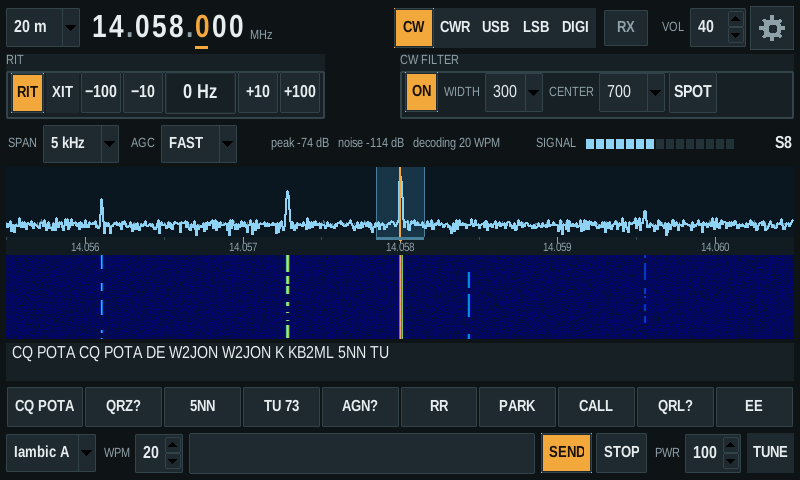 20 m 14.058.000 MHz CW CWR USB LSB DIGI RX VOL 40
RIT CW FILTER
RIT XIT −100 −10 0 Hz +10 +100 ON WIDTH 300 CENTER 700 SPOT
SPAN 5 kHz AGC FAST peak -74 dB noise -114 dB decoding 20 WPM SIGNAL S8
14.056 14.057 14.058 14.059 14.060
CQ POTA CQ POTA DE W2JON W2JON K KB2ML 5NN TU
CQ POTA QRZ? 5NN TU 73 AGN? RR PARK CALL QRL? EE
Iambic A WPM 20 SEND STOP PWR 100 TUNE